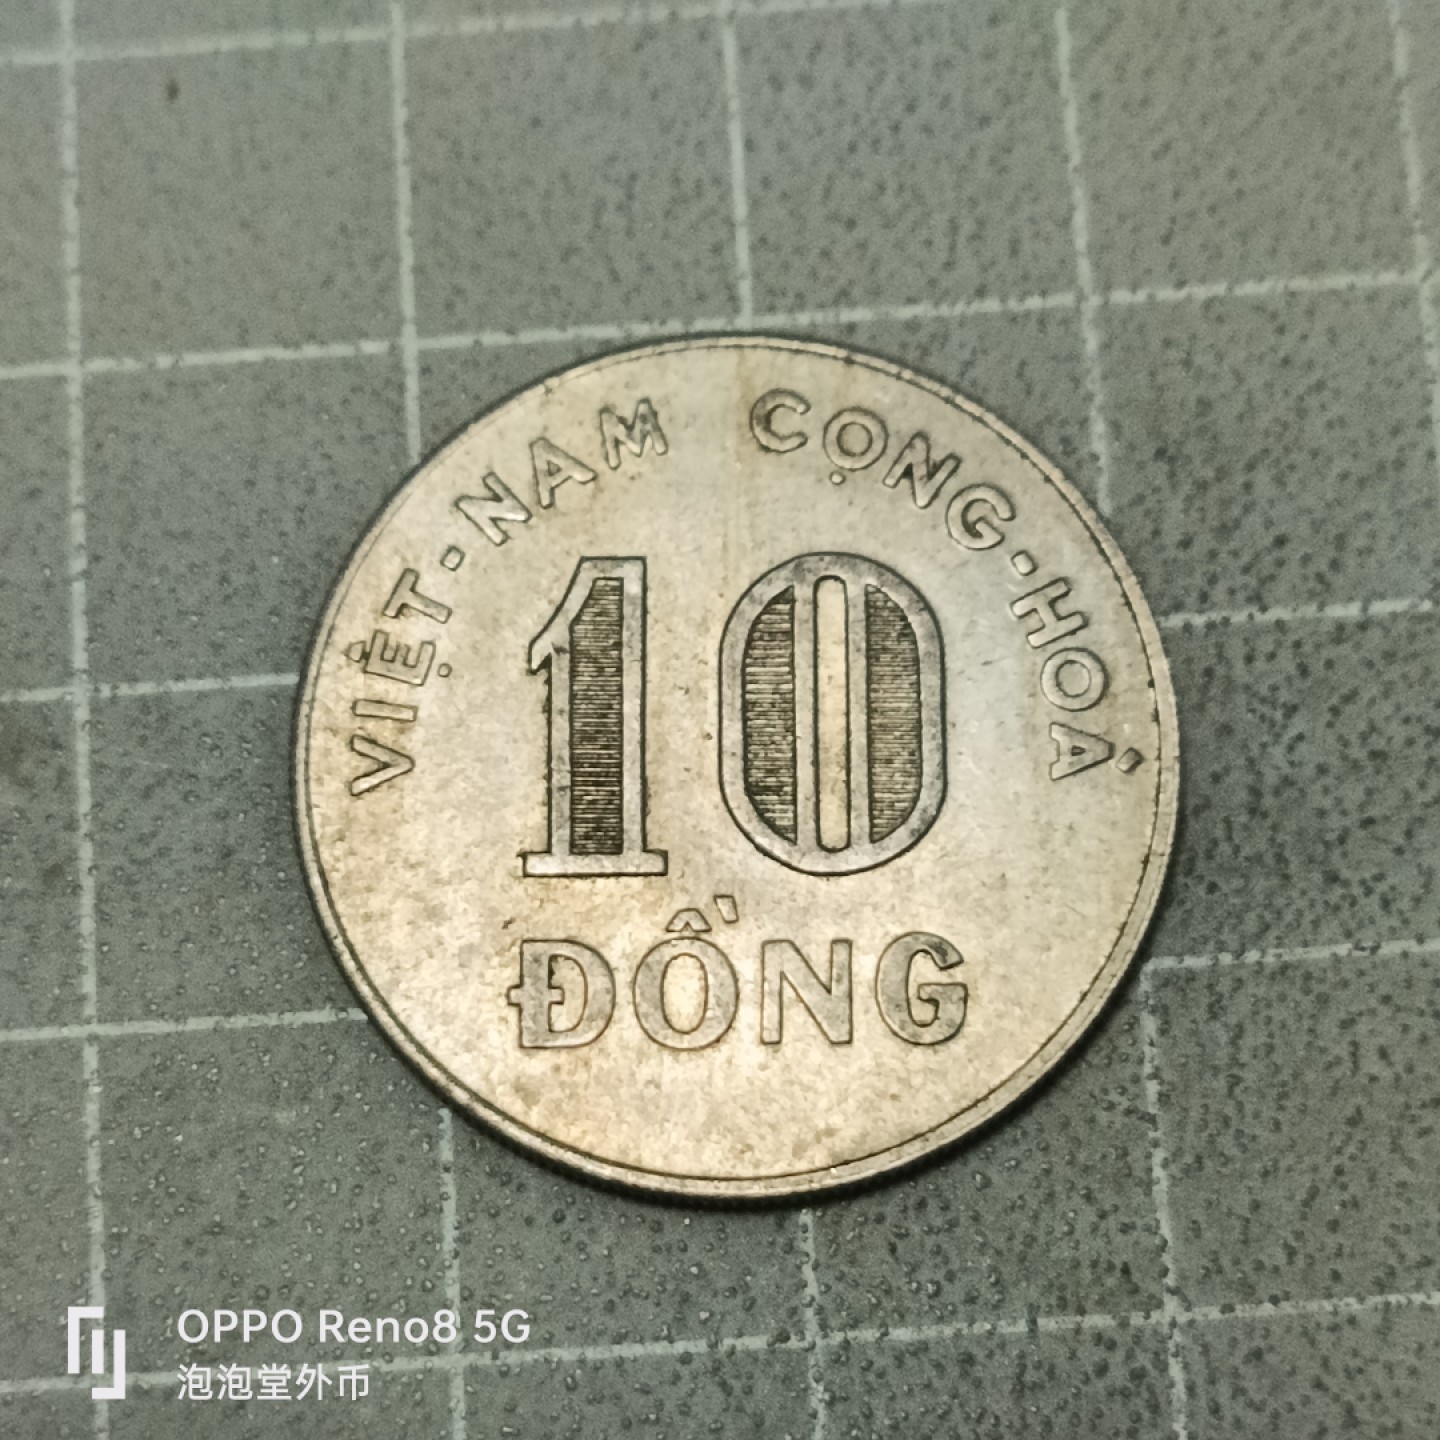 VIỆT·NAM CỘNG·HOÀ
10
ĐỒNG
OPPO Reno8 5G
泡泡堂外币